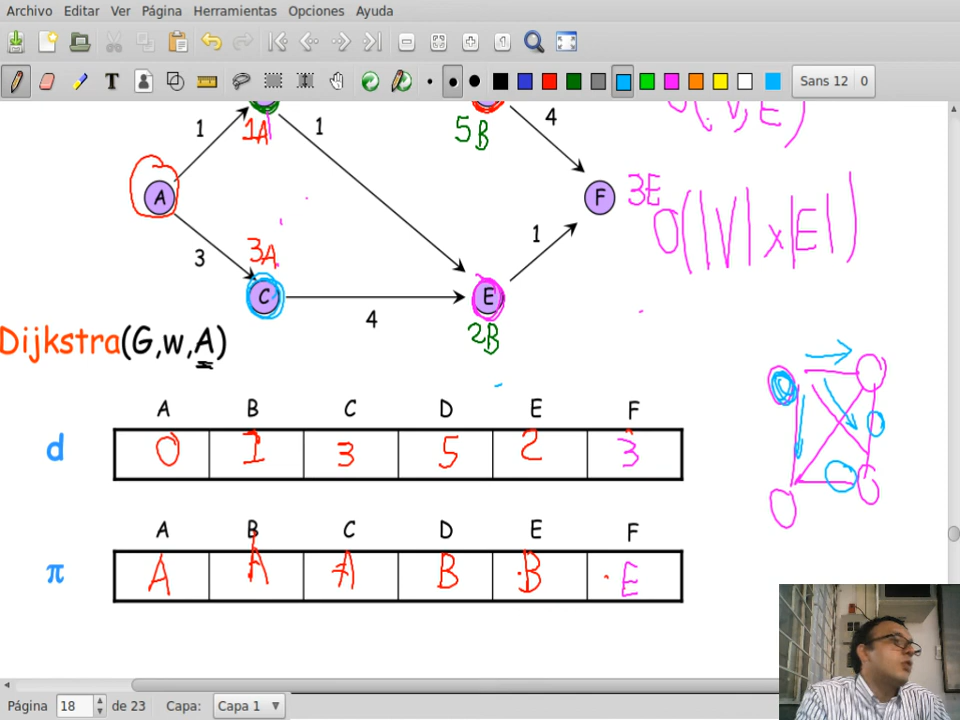 Archivo Editar Ver Página Herramientas Opciones Ayuda
T Sans 12 0
1 1A 1 5B 4
A F 3E
O(|V|x|E|)
3 3A 1
C 4 E
2B
Dijkstra(G,w,A)
A B C D E F
d 0 1 3 5 2 3
A B C D E F
π A A A B B E
Página 18 de 23 Capa: Capa 1